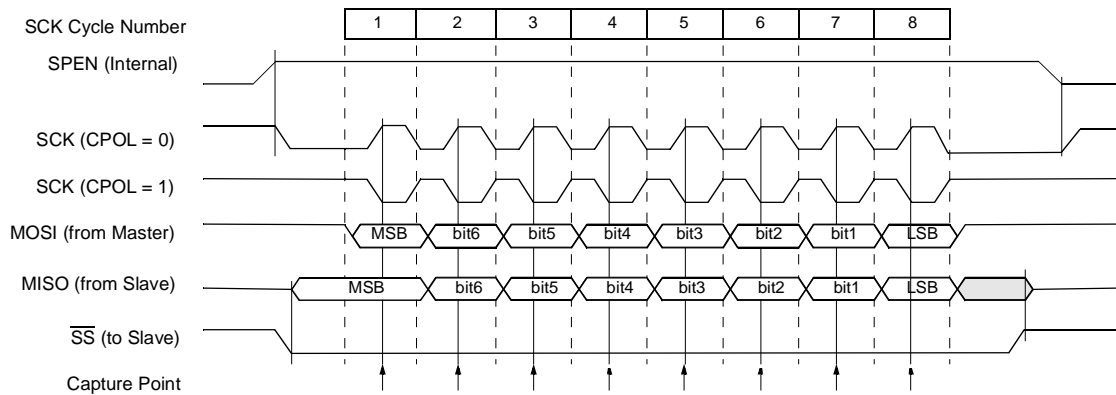 SCK Cycle Number 1 2 3 4 5 6 7 8
SPEN (Internal)
SCK (CPOL = 0)
SCK (CPOL = 1)
MOSI (from Master) MSB bit6 bit5 bit4 bit3 bit2 bit1 LSB
MISO (from Slave) MSB bit6 bit5 bit4 bit3 bit2 bit1 LSB
SS (to Slave)
Capture Point